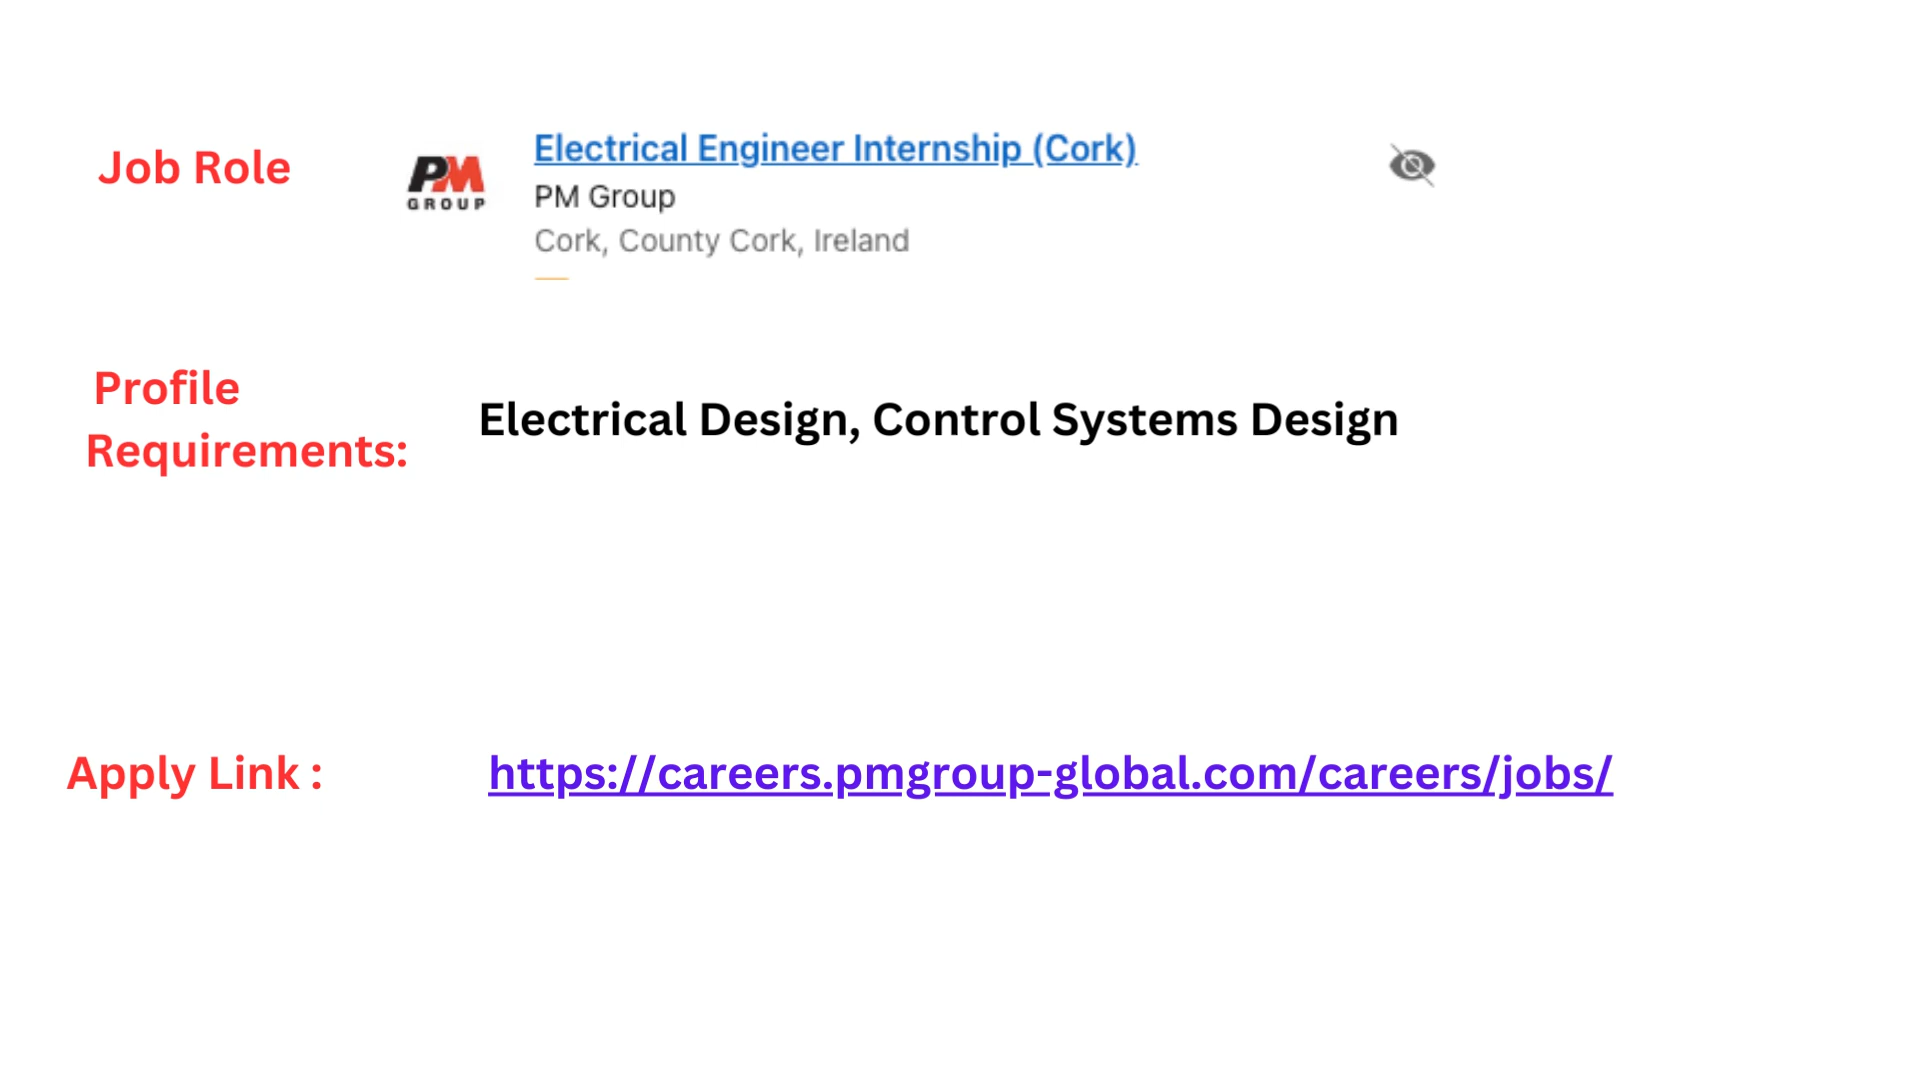 Job Role
PM
GROUP
Electrical Engineer Internship (Cork)
PM Group
Cork, County Cork, Ireland
Profile
Requirements:
Electrical Design, Control Systems Design
Apply Link :
https://careers.pmgroup-global.com/careers/jobs/